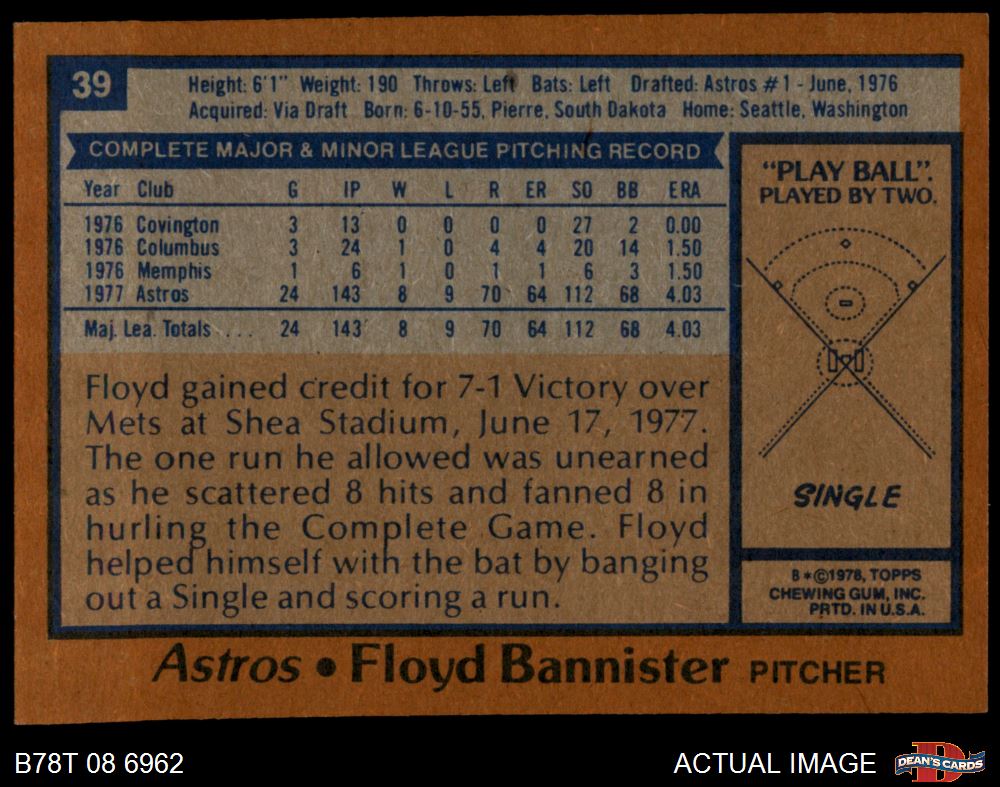 39
Height: 6'1" Weight: 190 Throws: Left Bats: Left Drafted: Astros #1 - June, 1976
Acquired: Via Draft Born: 6-10-55, Pierre, South Dakota Home: Seattle, Washington
COMPLETE MAJOR & MINOR LEAGUE PITCHING RECORD
Year Club G IP W L R ER SO BB ERA
1976 Covington 3 13 0 0 0 0 27 2 0.00
1976 Columbus 3 24 1 0 4 4 20 14 1.50
1976 Memphis 1 6 1 0 1 1 6 3 1.50
1977 Astros 24 143 8 9 70 64 112 68 4.03
Maj. Lea. Totals .... 24 143 8 9 70 64 112 68 4.03
Floyd gained credit for 7-1 Victory over
Mets at Shea Stadium, June 17, 1977.
The one run he allowed was unearned
as he scattered 8 hits and fanned 8 in
hurling the Complete Game. Floyd
helped himself with the bat by banging
out a Single and scoring a run.
"PLAY BALL".
PLAYED BY TWO.
SINGLE
B*©1978, TOPPS
CHEWING GUM, INC.
PRTD. IN U.S.A.
Astros • Floyd Bannister PITCHER
B78T 08 6962
ACTUAL IMAGE
D
DEAN'S CARDS